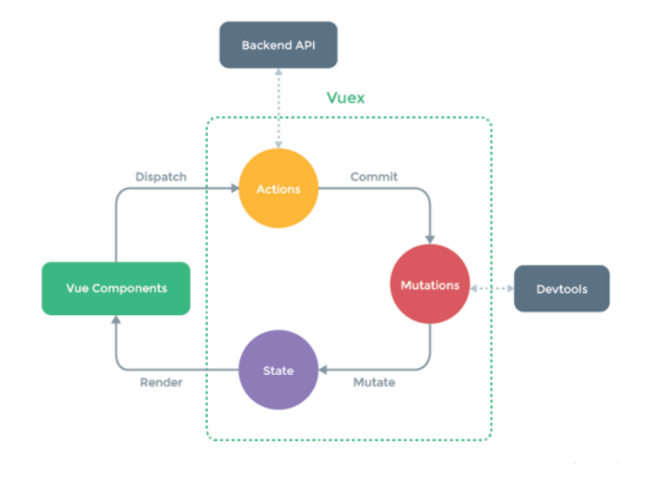 Backend API
Vuex
Dispatch
Actions
Commit
Vue Components
Mutations
Devtools
State
Render
Mutate